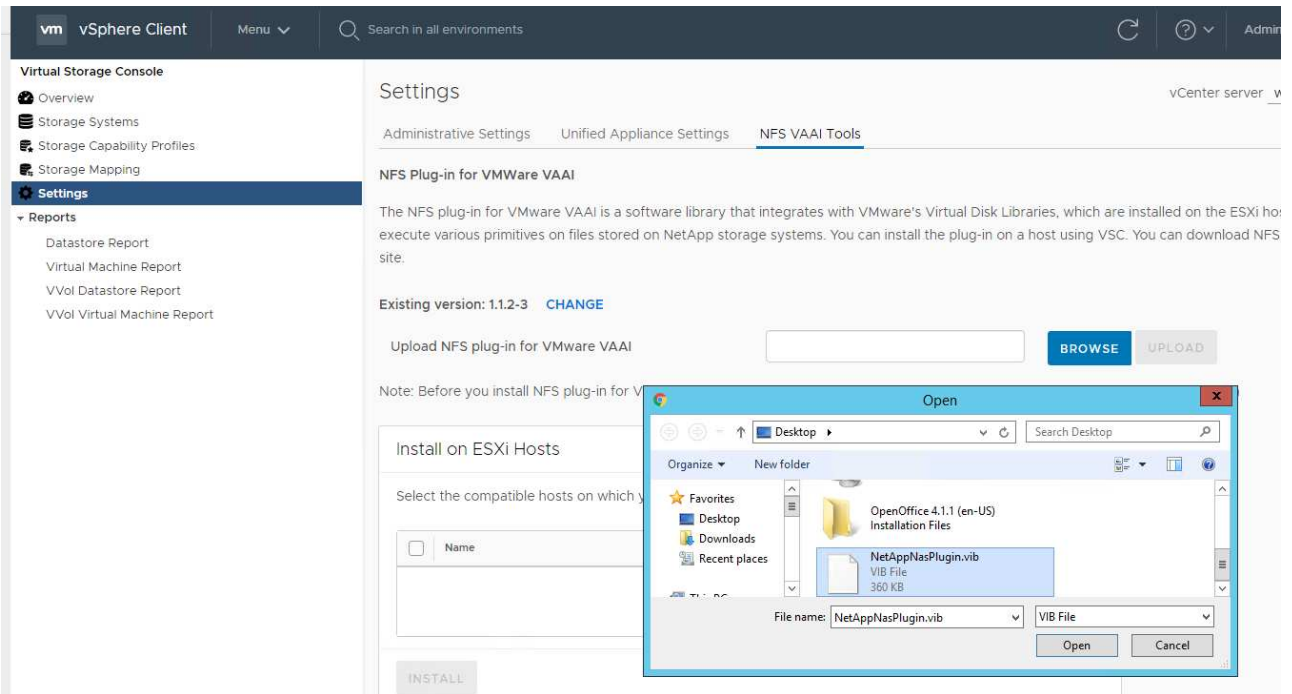 vm vSphere Client Menu Search in all environments Admin
Virtual Storage Console
Overview
Storage Systems
Storage Capability Profiles
Storage Mapping
Settings
Reports
Datastore Report
Virtual Machine Report
VVol Datastore Report
VVol Virtual Machine Report
Settings
vCenter server
Administrative Settings Unified Appliance Settings NFS VAAI Tools
NFS Plug-in for VMWare VAAI
The NFS plug-in for VMware VAAI is a software library that integrates with VMware's Virtual Disk Libraries, which are installed on the ESXi hos
execute various primitives on files stored on NetApp storage systems. You can install the plug-in on a host using VSC. You can download NFS
site.
Existing version: 1.1.2-3 CHANGE
Upload NFS plug-in for VMware VAAI BROWSE UPLOAD
Note: Before you install NFS plug-in for V
Install on ESXi Hosts
Select the compatible hosts on which y
Name
INSTALL
Open x
Desktop Search Desktop
Organize New folder
Favorites
Desktop
Downloads
Recent places
OpenOffice 4.1.1 (en-US)
Installation Files
NetAppNasPlugin.vib
VIB File
360 KB
File name: NetAppNasPlugin.vib VIB File
Open Cancel